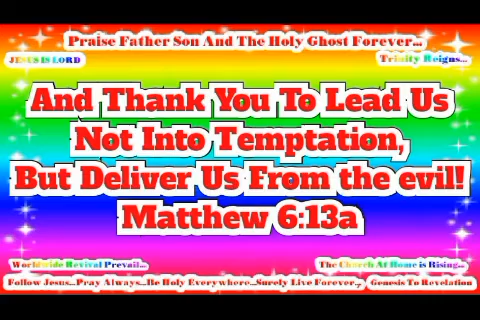 Praise Father Son And The Holy Ghost Forever...
JESUS IS LORD
Trinity Reigns...
And Thank You To Lead Us
Not Into Temptation,
But Deliver Us From the evil!
Matthew 6:13a
Worldwide Revival Prevail...
The Church At Home is Rising...
Follow Jesus...Pray Always...Be Holy Everywhere...Surely Live Forever...
Genesis To Revelation